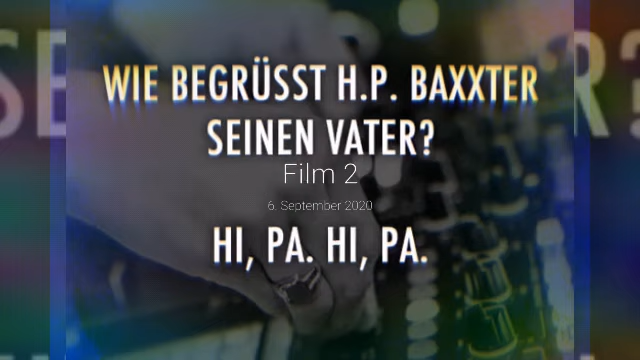 WIE BEGRÜSST H.P. BAXXTER
SEINEN VATER?
Film 2
6. September 2020
HI, PA. HI, PA.